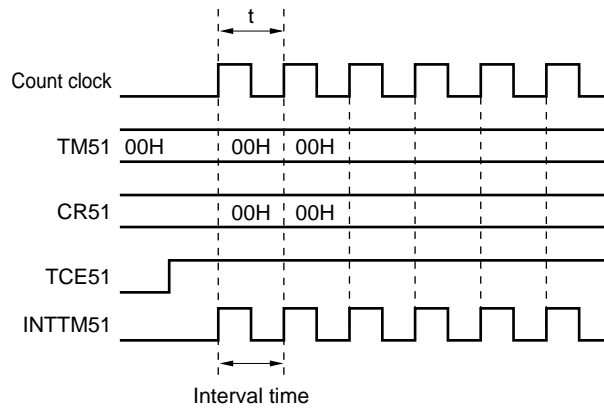 t
Count clock
TM51 00H 00H 00H
CR51 00H 00H
TCE51
INTTM51
Interval time